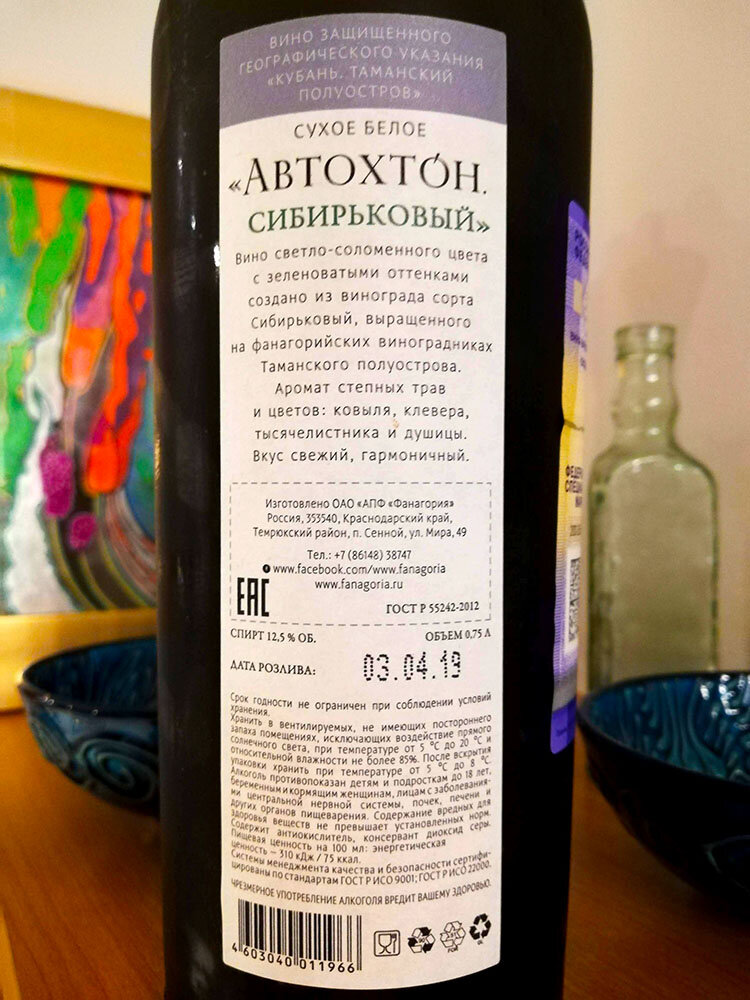 ВИНО ЗАЩИЩЕННОГО
ГЕОГРАФИЧЕСКОГО УКАЗАНИЯ
«КУБАНЬ. ТАМАНСКИЙ
ПОЛУОСТРОВ»
СУХОЕ БЕЛОЕ
«АВТОХТО́Н.
СИБИРЬКОВЫЙ»
Вино светло-соломенного цвета
с зеленоватыми оттенками
создано из винограда сорта
Сибирьковый, выращенного
на фанагорийских виноградниках
Таманского полуострова.
Аромат степных трав
и цветов: ковыля, клевера,
тысячелистника и душицы.
Вкус свежий, гармоничный.
Изготовлено ОАО «АПФ «Фанагория»
Россия, 353540, Краснодарский край,
Темрюкский район, п. Сенной, ул. Мира, 49
Тел.: +7 (86148) 38747
www.facebook.com/www.fanagoria
www.fanagoria.ru
ЕАС
ГОСТ Р 55242-2012
СПИРТ 12,5 % ОБ. ОБЪЕМ 0,75 Л
ДАТА РОЗЛИВА: 03.04.19
Срок годности не ограничен при соблюдении условий
хранения.
Хранить в вентилируемых, не имеющих постороннего
запаха помещениях, исключающих воздействие прямого
солнечного света, при температуре от 5 °С до 20 °С и
относительной влажности не более 85%. После вскрытия
упаковки хранить при температуре от 5 °С до 8 °С.
Алкоголь противопоказан детям и подросткам до 18 лет,
беременным и кормящим женщинам, лицам с заболевания-
ми центральной нервной системы, почек, печени и
других органов пищеварения. Содержание вредных для
здоровья веществ не превышает установленных норм.
Содержит антиокислитель, консервант диоксид серы.
Пищевая ценность на 100 мл: энергетическая
ценность – 310 кДж / 75 ккал.
Системы менеджмента качества и безопасности сертифи-
цированы по стандартам ГОСТ Р ИСО 9001; ГОСТ Р ИСО 22000.
ЧРЕЗМЕРНОЕ УПОТРЕБЛЕНИЕ АЛКОГОЛЯ ВРЕДИТ ВАШЕМУ ЗДОРОВЬЮ.
4 603040 011966